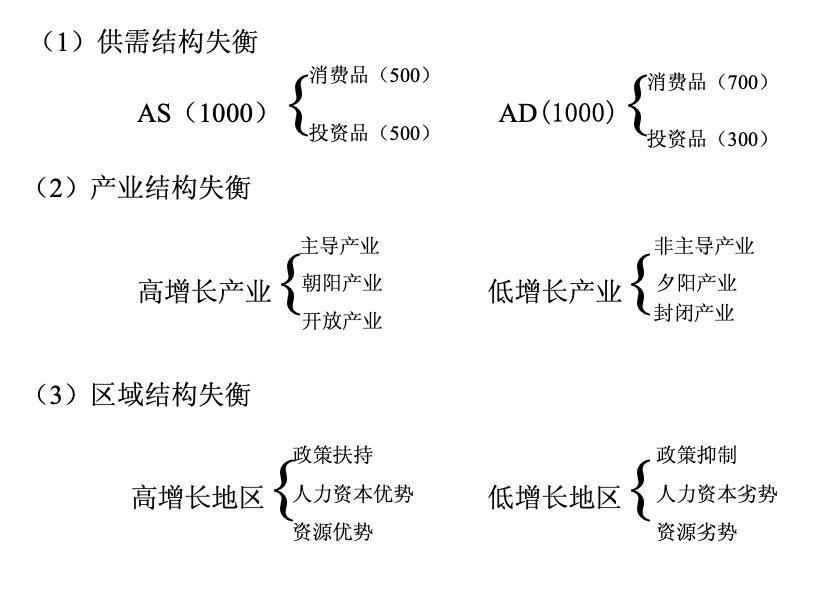 （1）供需结构失衡
AS（1000）
消费品（500）
投资品（500）
AD(1000)
消费品（700）
投资品（300）
（2）产业结构失衡
高增长产业
主导产业
朝阳产业
开放产业
低增长产业
非主导产业
夕阳产业
封闭产业
（3）区域结构失衡
高增长地区
政策扶持
人力资本优势
资源优势
低增长地区
政策抑制
人力资本劣势
资源劣势